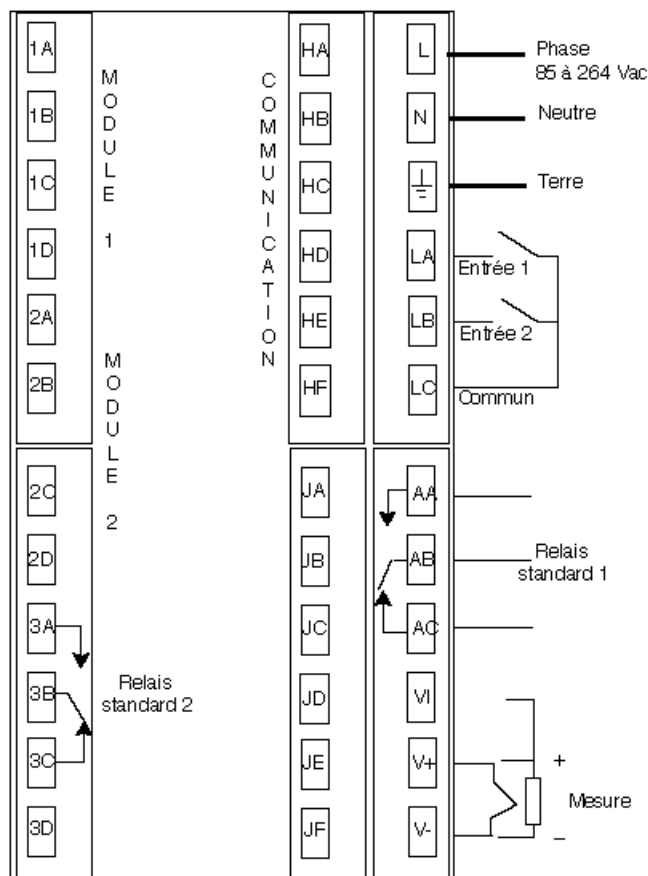 1A
1B
1C
1D
2A
2B
MODULE 1
MODULE 2
2C
2D
3A
3B
3C
3D
Relais
standard 2
COMMUNICATION
HA
HB
HC
HD
HE
HF
JA
JB
JC
JD
JE
JF
L
N
LA
LB
LC
AA
AB
AC
VI
V+
V-
Phase
85 à 264 Vac
Neutre
Terre
Entrée 1
Entrée 2
Commun
Relais
standard 1
+
Mesure
–